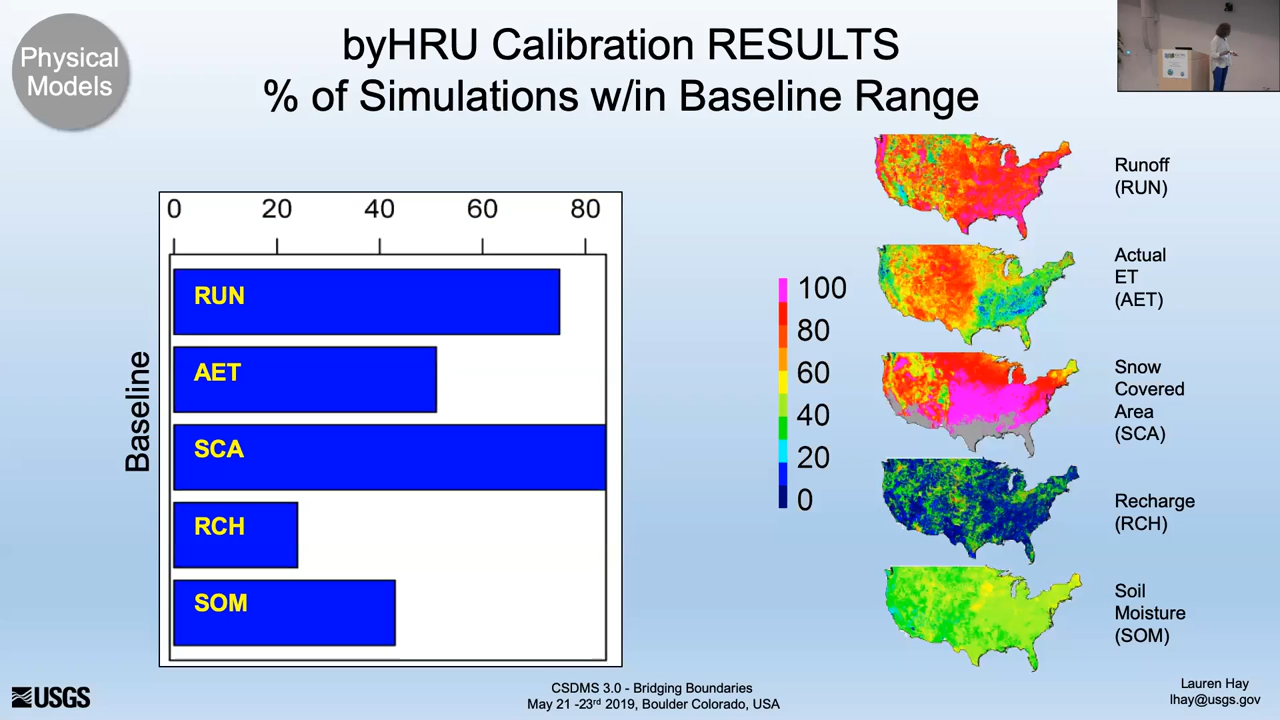 Physical
Models
byHRU Calibration RESULTS
% of Simulations w/in Baseline Range
0 20 40 60 80
Baseline
RUN
AET
SCA
RCH
SOM
100
80
60
40
20
0
Runoff
(RUN)
Actual
ET
(AET)
Snow
Covered
Area
(SCA)
Recharge
(RCH)
Soil
Moisture
(SOM)
USGS
CSDMS 3.0 - Bridging Boundaries
May 21 -23rd 2019, Boulder Colorado, USA
Lauren Hay
lhay@usgs.gov